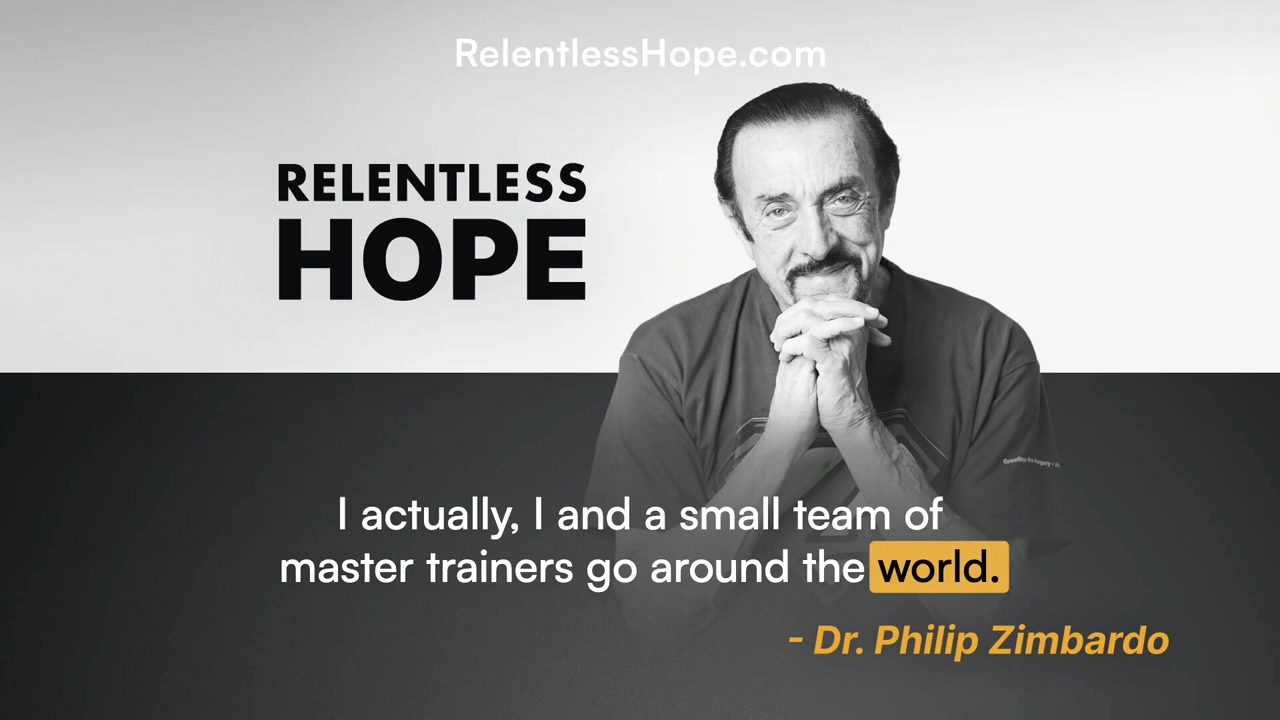 RelentlessHope.com
RELENTLESS
HOPE
I actually, I and a small team of
master trainers go around the world.
- Dr. Philip Zimbardo